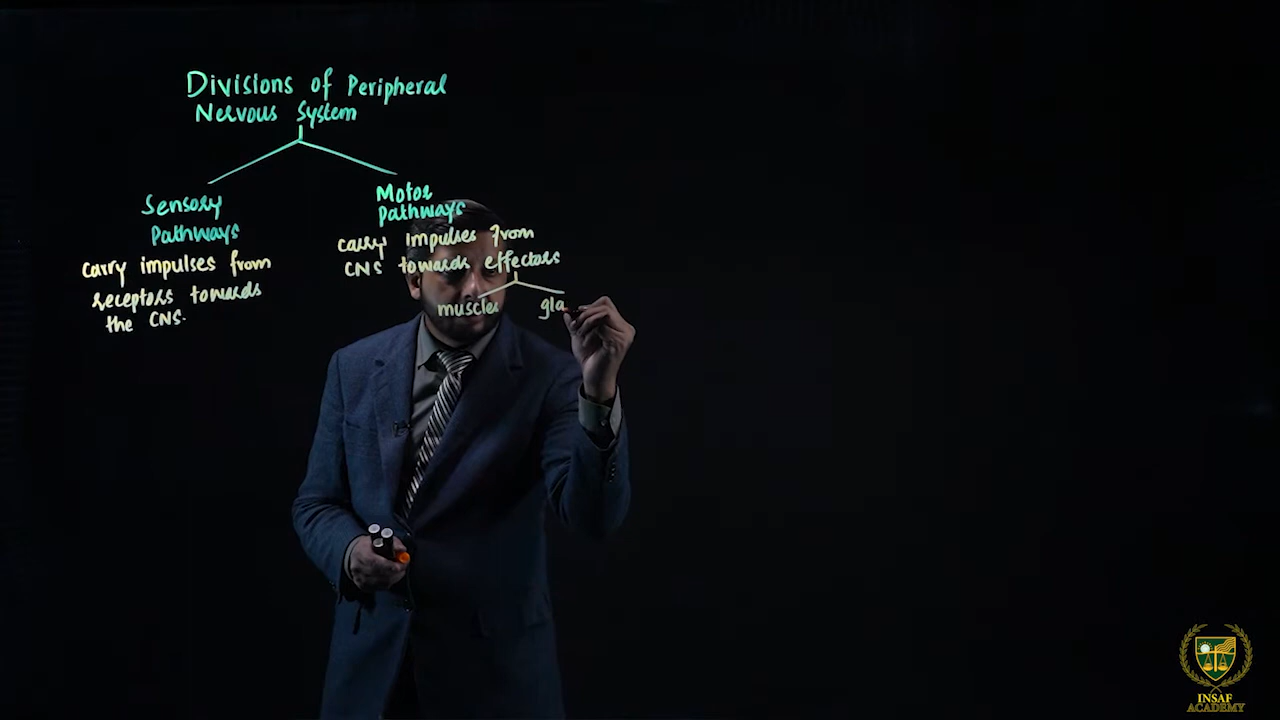 Divisions of Peripheral
Nervous System
Sensory
Pathways
carry impulses from
receptors towards
the CNS.
Motor
Pathways
carry impulses from
CNS towards effectors
muscles gla
INSAF
ACADEMY